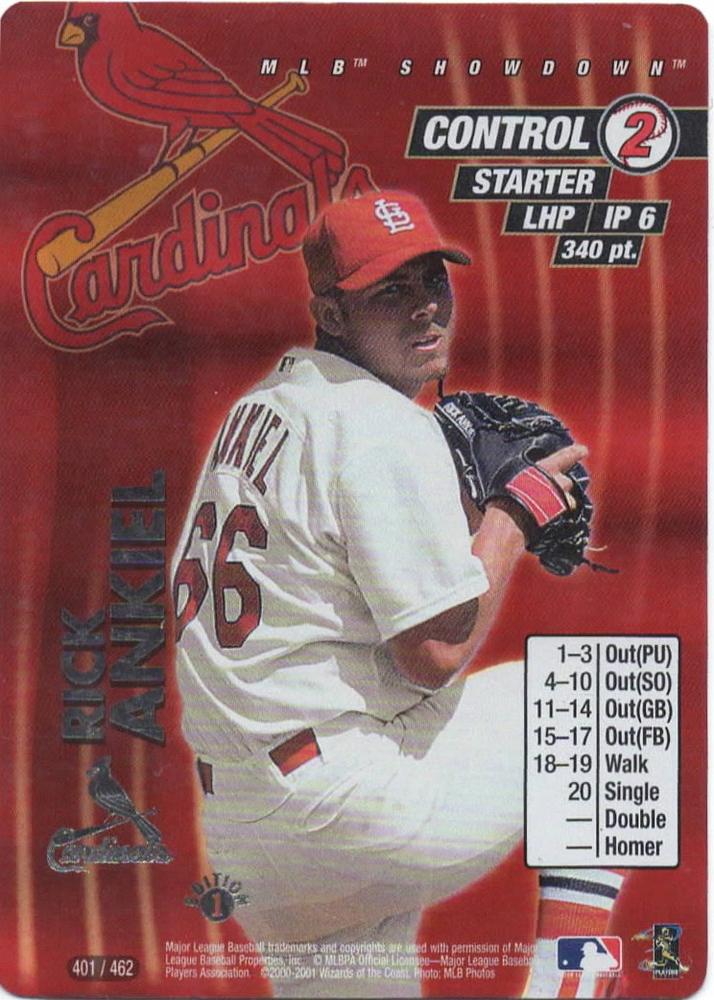 MLB™ SHOWDOWN™
Cardinals
CONTROL 2
STARTER
LHP IP 6
340 pt.
STL
RICK ANKIEL
66
RICK
ANKIEL
1–3 Out(PU)
4–10 Out(SO)
11–14 Out(GB)
15–17 Out(FB)
18–19 Walk
20 Single
— Double
— Homer
Cardinals
EDITION
1
401 / 462
Major League Baseball trademarks and copyrights are used with permission of Major
League Baseball Properties, Inc. © MLBPA Official Licensee—Major League Baseball
Players Association. ©2000-2001 Wizards of the Coast. Photo: MLB Photos
PLAYERS